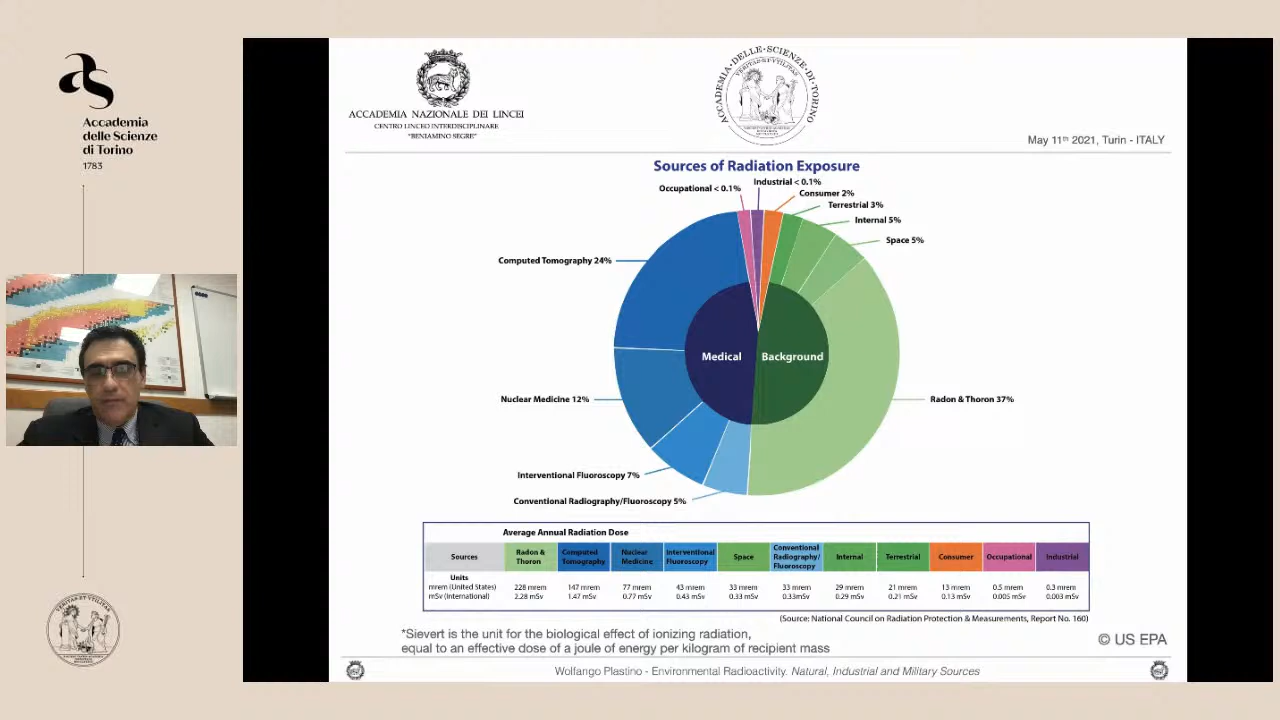 Accademia
delle Scienze
di Torino
1783
ACCADEMIA NAZIONALE DEI LINCEI
CENTRO LINCEO INTERDISCIPLINARE
"BENIAMINO SEGRE"
ACCADEMIA·DELLE·SCIENZE·DI·TORINO
VERITAS·ET·VTILITAS
May 11th 2021, Turin - ITALY
Sources of Radiation Exposure
Industrial < 0.1%
Occupational < 0.1%
Consumer 2%
Terrestrial 3%
Internal 5%
Space 5%
Computed Tomography 24%
Medical
Background
Nuclear Medicine 12%
Radon & Thoron 37%
Interventional Fluoroscopy 7%
Conventional Radiography/Fluoroscopy 5%
Average Annual Radiation Dose
Sources Radon & Thoron Computed Tomography Nuclear Medicine Interventional Fluoroscopy Space Conventional Radiography/ Fluoroscopy Internal Terrestrial Consumer Occupational Industrial
Units
mrem (United States) 228 mrem 147 mrem 77 mrem 43 mrem 33 mrem 33 mrem 29 mrem 21 mrem 13 mrem 0.5 mrem 0.3 mrem
mSv (International) 2.28 mSv 1.47 mSv 0.77 mSv 0.43 mSv 0.33 mSv 0.33mSv 0.29 mSv 0.21 mSv 0.13 mSv 0.005 mSv 0.003 mSv
(Source: National Council on Radiation Protection & Measurements, Report No. 160)
*Sievert is the unit for the biological effect of ionizing radiation,
equal to an effective dose of a joule of energy per kilogram of recipient mass
© US EPA
Wolfango Plastino - Environmental Radioactivity. Natural, Industrial and Military Sources